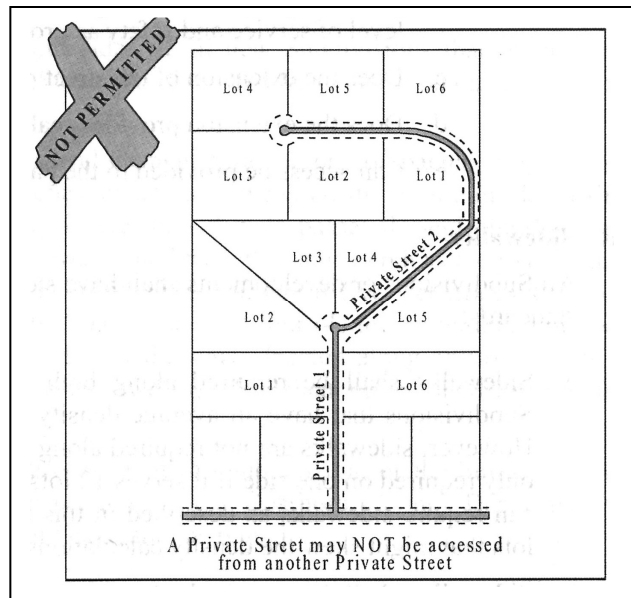 NOT PERMITTED
Lot 4
Lot 5
Lot 6
Lot 3
Lot 2
Lot 1
Lot 3
Lot 4
Private Street 2
Lot 2
Lot 5
Lot 1
Private Street 1
Lot 6
A Private Street may NOT be accessed
from another Private Street